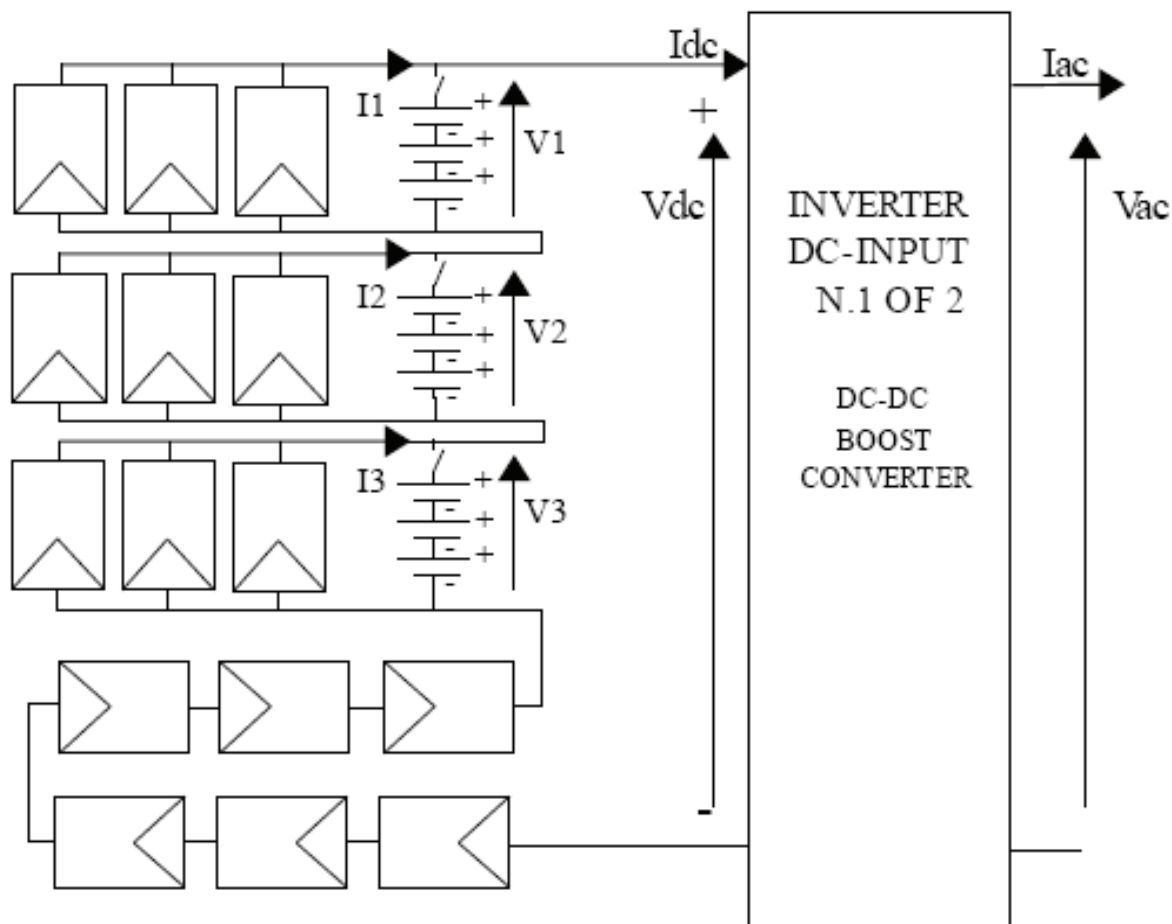 Idc
Iac
I1
+
-
+
-
+
-
V1
+
Vdc
INVERTER
DC-INPUT
N.1 OF 2
Vac
I2
+
-
+
-
+
-
V2
DC-DC
BOOST
CONVERTER
I3
+
-
+
-
+
-
V3
-